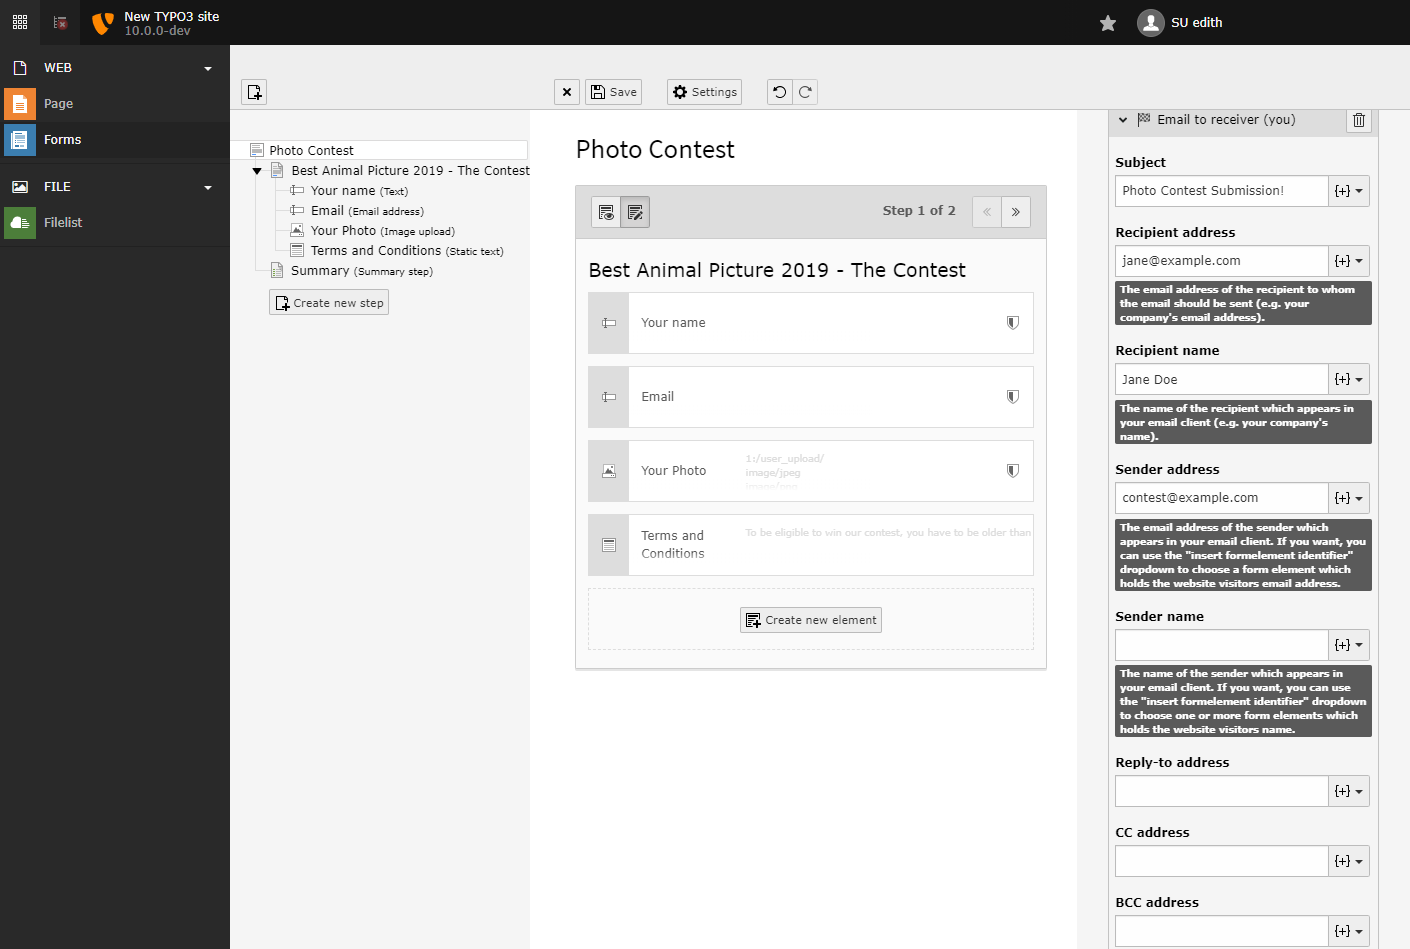 New TYPO3 site
10.0.0-dev
SU edith
WEB
Page
Forms
FILE
Filelist
Save
Settings
Photo Contest
Best Animal Picture 2019 - The Contest
Your name (Text)
Email (Email address)
Your Photo (Image upload)
Terms and Conditions (Static text)
Summary (Summary step)
Create new step
Photo Contest
Step 1 of 2
Best Animal Picture 2019 - The Contest
Your name
Email
Your Photo
1:/user_upload/
image/jpeg
image/png
Terms and
Conditions
To be eligible to win our contest, you have to be older than
Create new element
Email to receiver (you)
Subject
Photo Contest Submission!
{+}
Recipient address
jane@example.com
{+}
The email address of the recipient to whom
the email should be sent (e.g. your
company's email address).
Recipient name
Jane Doe
{+}
The name of the recipient which appears in
your email client (e.g. your company's
name).
Sender address
contest@example.com
{+}
The email address of the sender which
appears in your email client. If you want, you
can use the "insert formelement identifier"
dropdown to choose a form element which
holds the website visitors email address.
Sender name
{+}
The name of the sender which appears in
your email client. If you want, you can use
the "insert formelement identifier" dropdown
to choose one or more form elements which
holds the website visitors name.
Reply-to address
{+}
CC address
{+}
BCC address
{+}